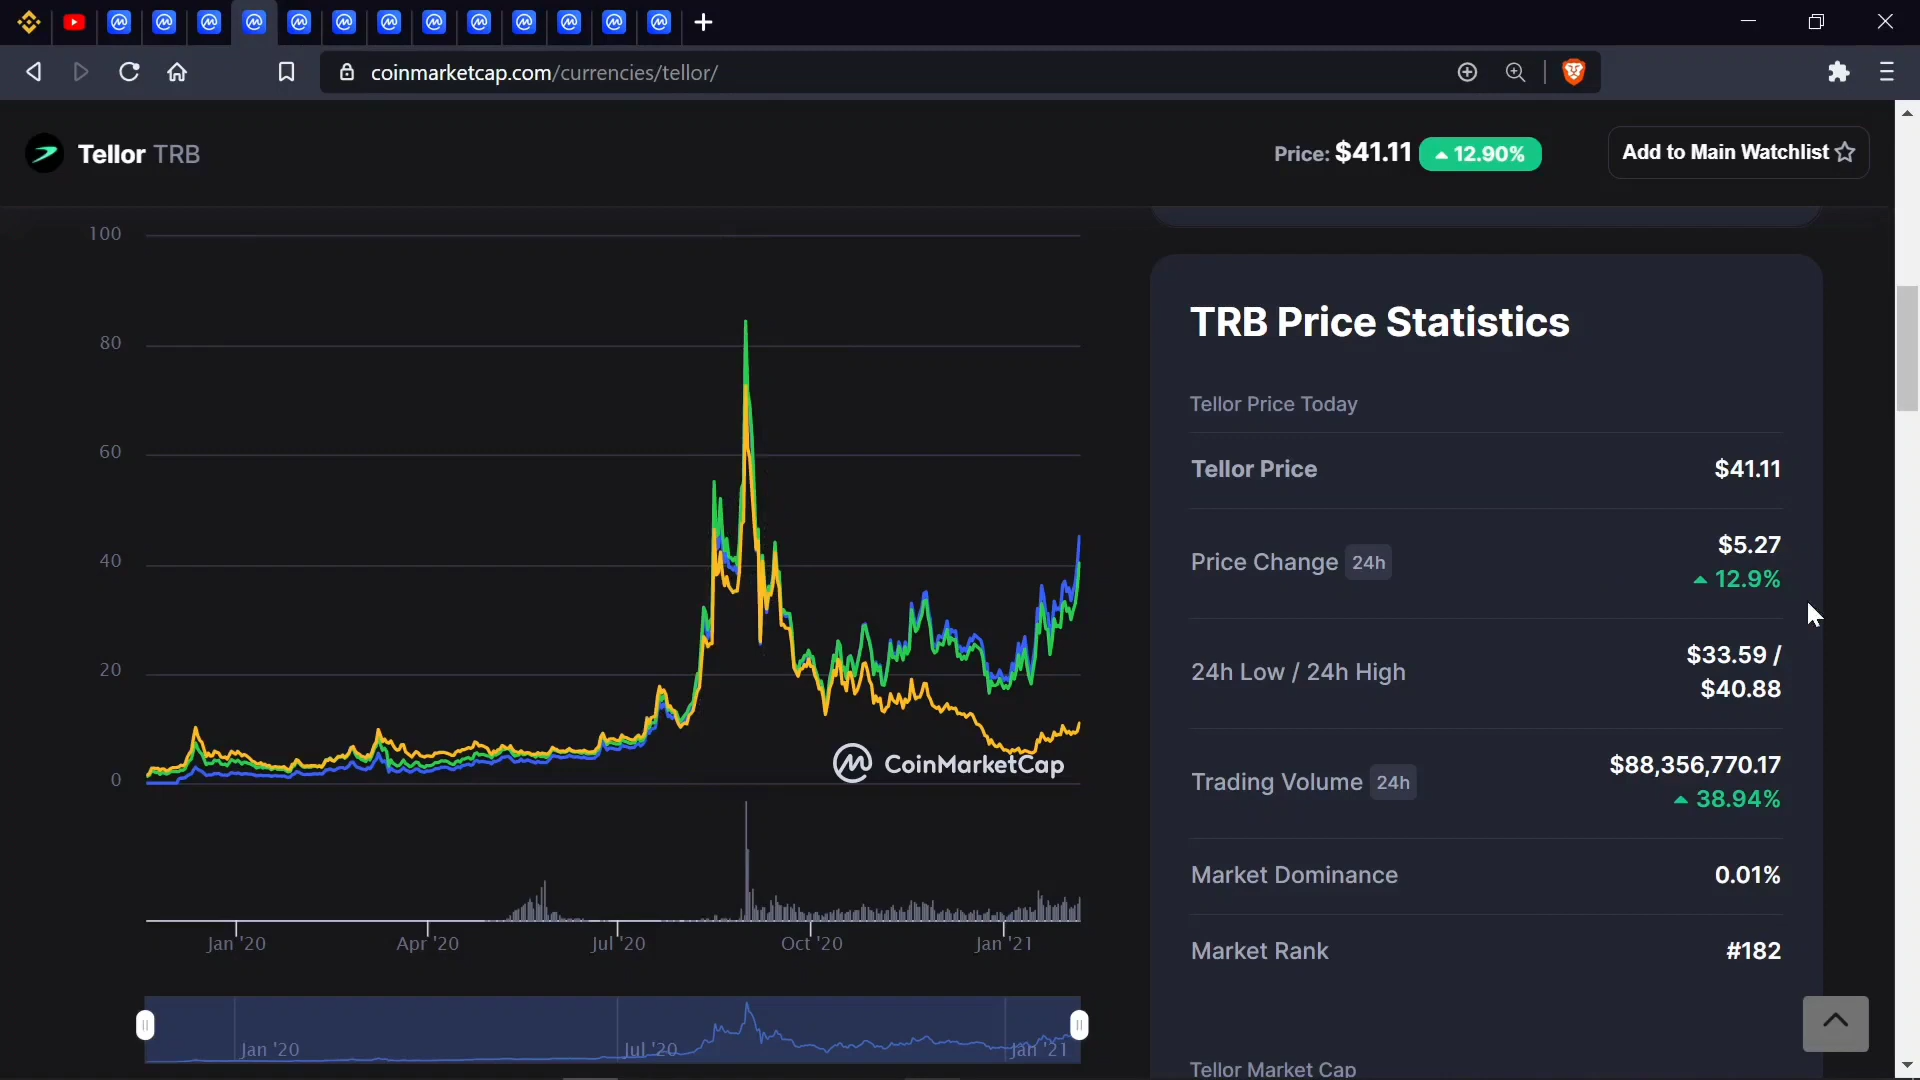 coinmarketcap.com/currencies/tellor/
Tellor TRB
Price: $41.11 12.90%
Add to Main Watchlist
100
80
60
40
20
0
CoinMarketCap
Jan '20 Apr '20 Jul '20 Oct '20 Jan '21
Jan '20 Jul '20 Jan '21
TRB Price Statistics
Tellor Price Today
Tellor Price $41.11
Price Change 24h $5.27
12.9%
24h Low / 24h High $33.59 /
$40.88
Trading Volume 24h $88,356,770.17
38.94%
Market Dominance 0.01%
Market Rank #182
Tellor Market Cap